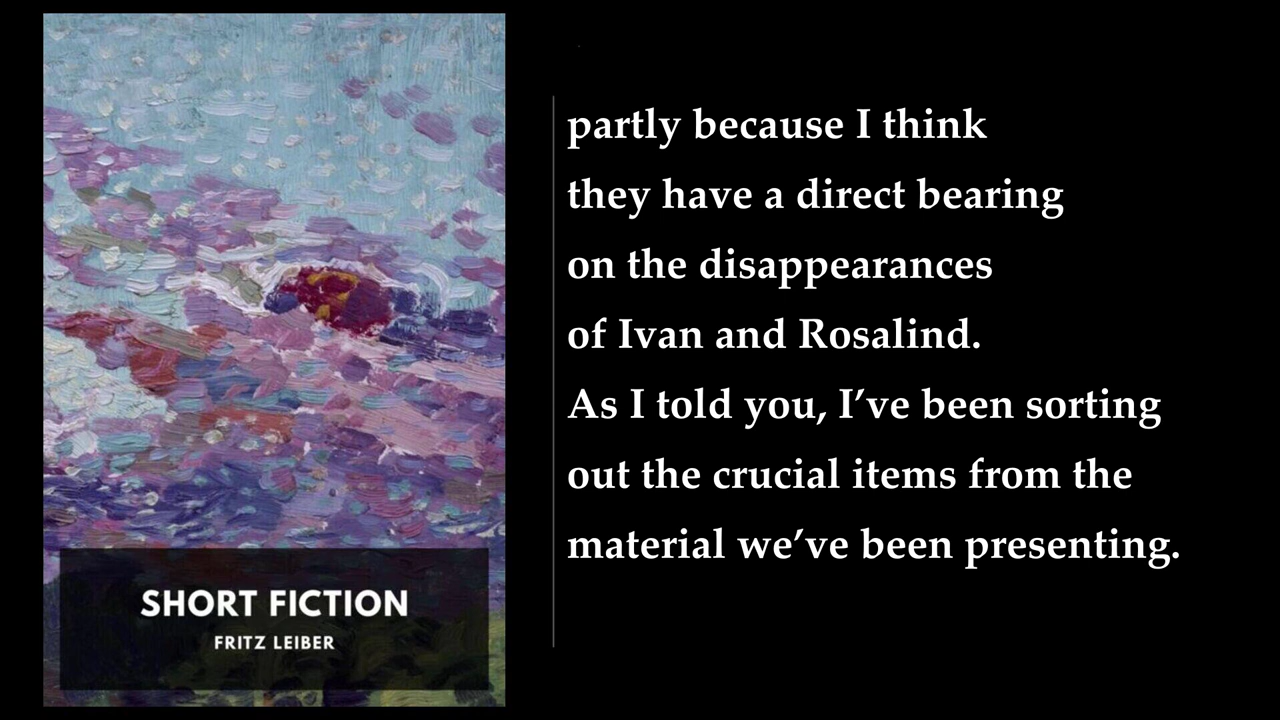 partly because I think
they have a direct bearing
on the disappearances
of Ivan and Rosalind.
As I told you, I’ve been sorting
out the crucial items from the
material we’ve been presenting.
SHORT FICTION
FRITZ LEIBER